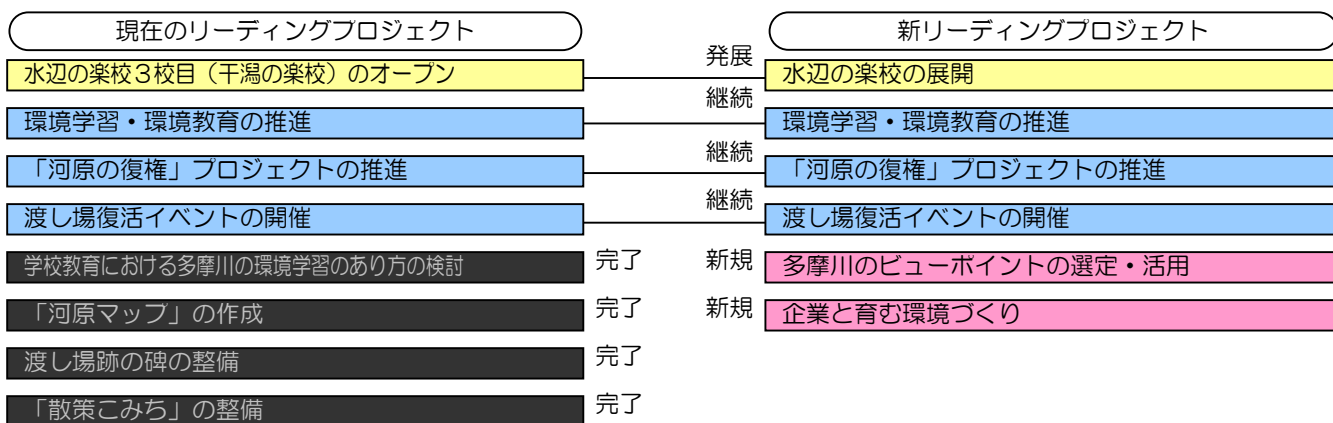 現在のリーディングプロジェクト
新リーディングプロジェクト
水辺の楽校３校目（干潟の楽校）のオープン
発展
水辺の楽校の展開
環境学習・環境教育の推進
継続
環境学習・環境教育の推進
「河原の復権」プロジェクトの推進
継続
「河原の復権」プロジェクトの推進
渡し場復活イベントの開催
継続
渡し場復活イベントの開催
学校教育における多摩川の環境学習のあり方の検討
完了
新規
多摩川のビューポイントの選定・活用
「河原マップ」の作成
完了
新規
企業と育む環境づくり
渡し場跡の碑の整備
完了
「散策こみち」の整備
完了